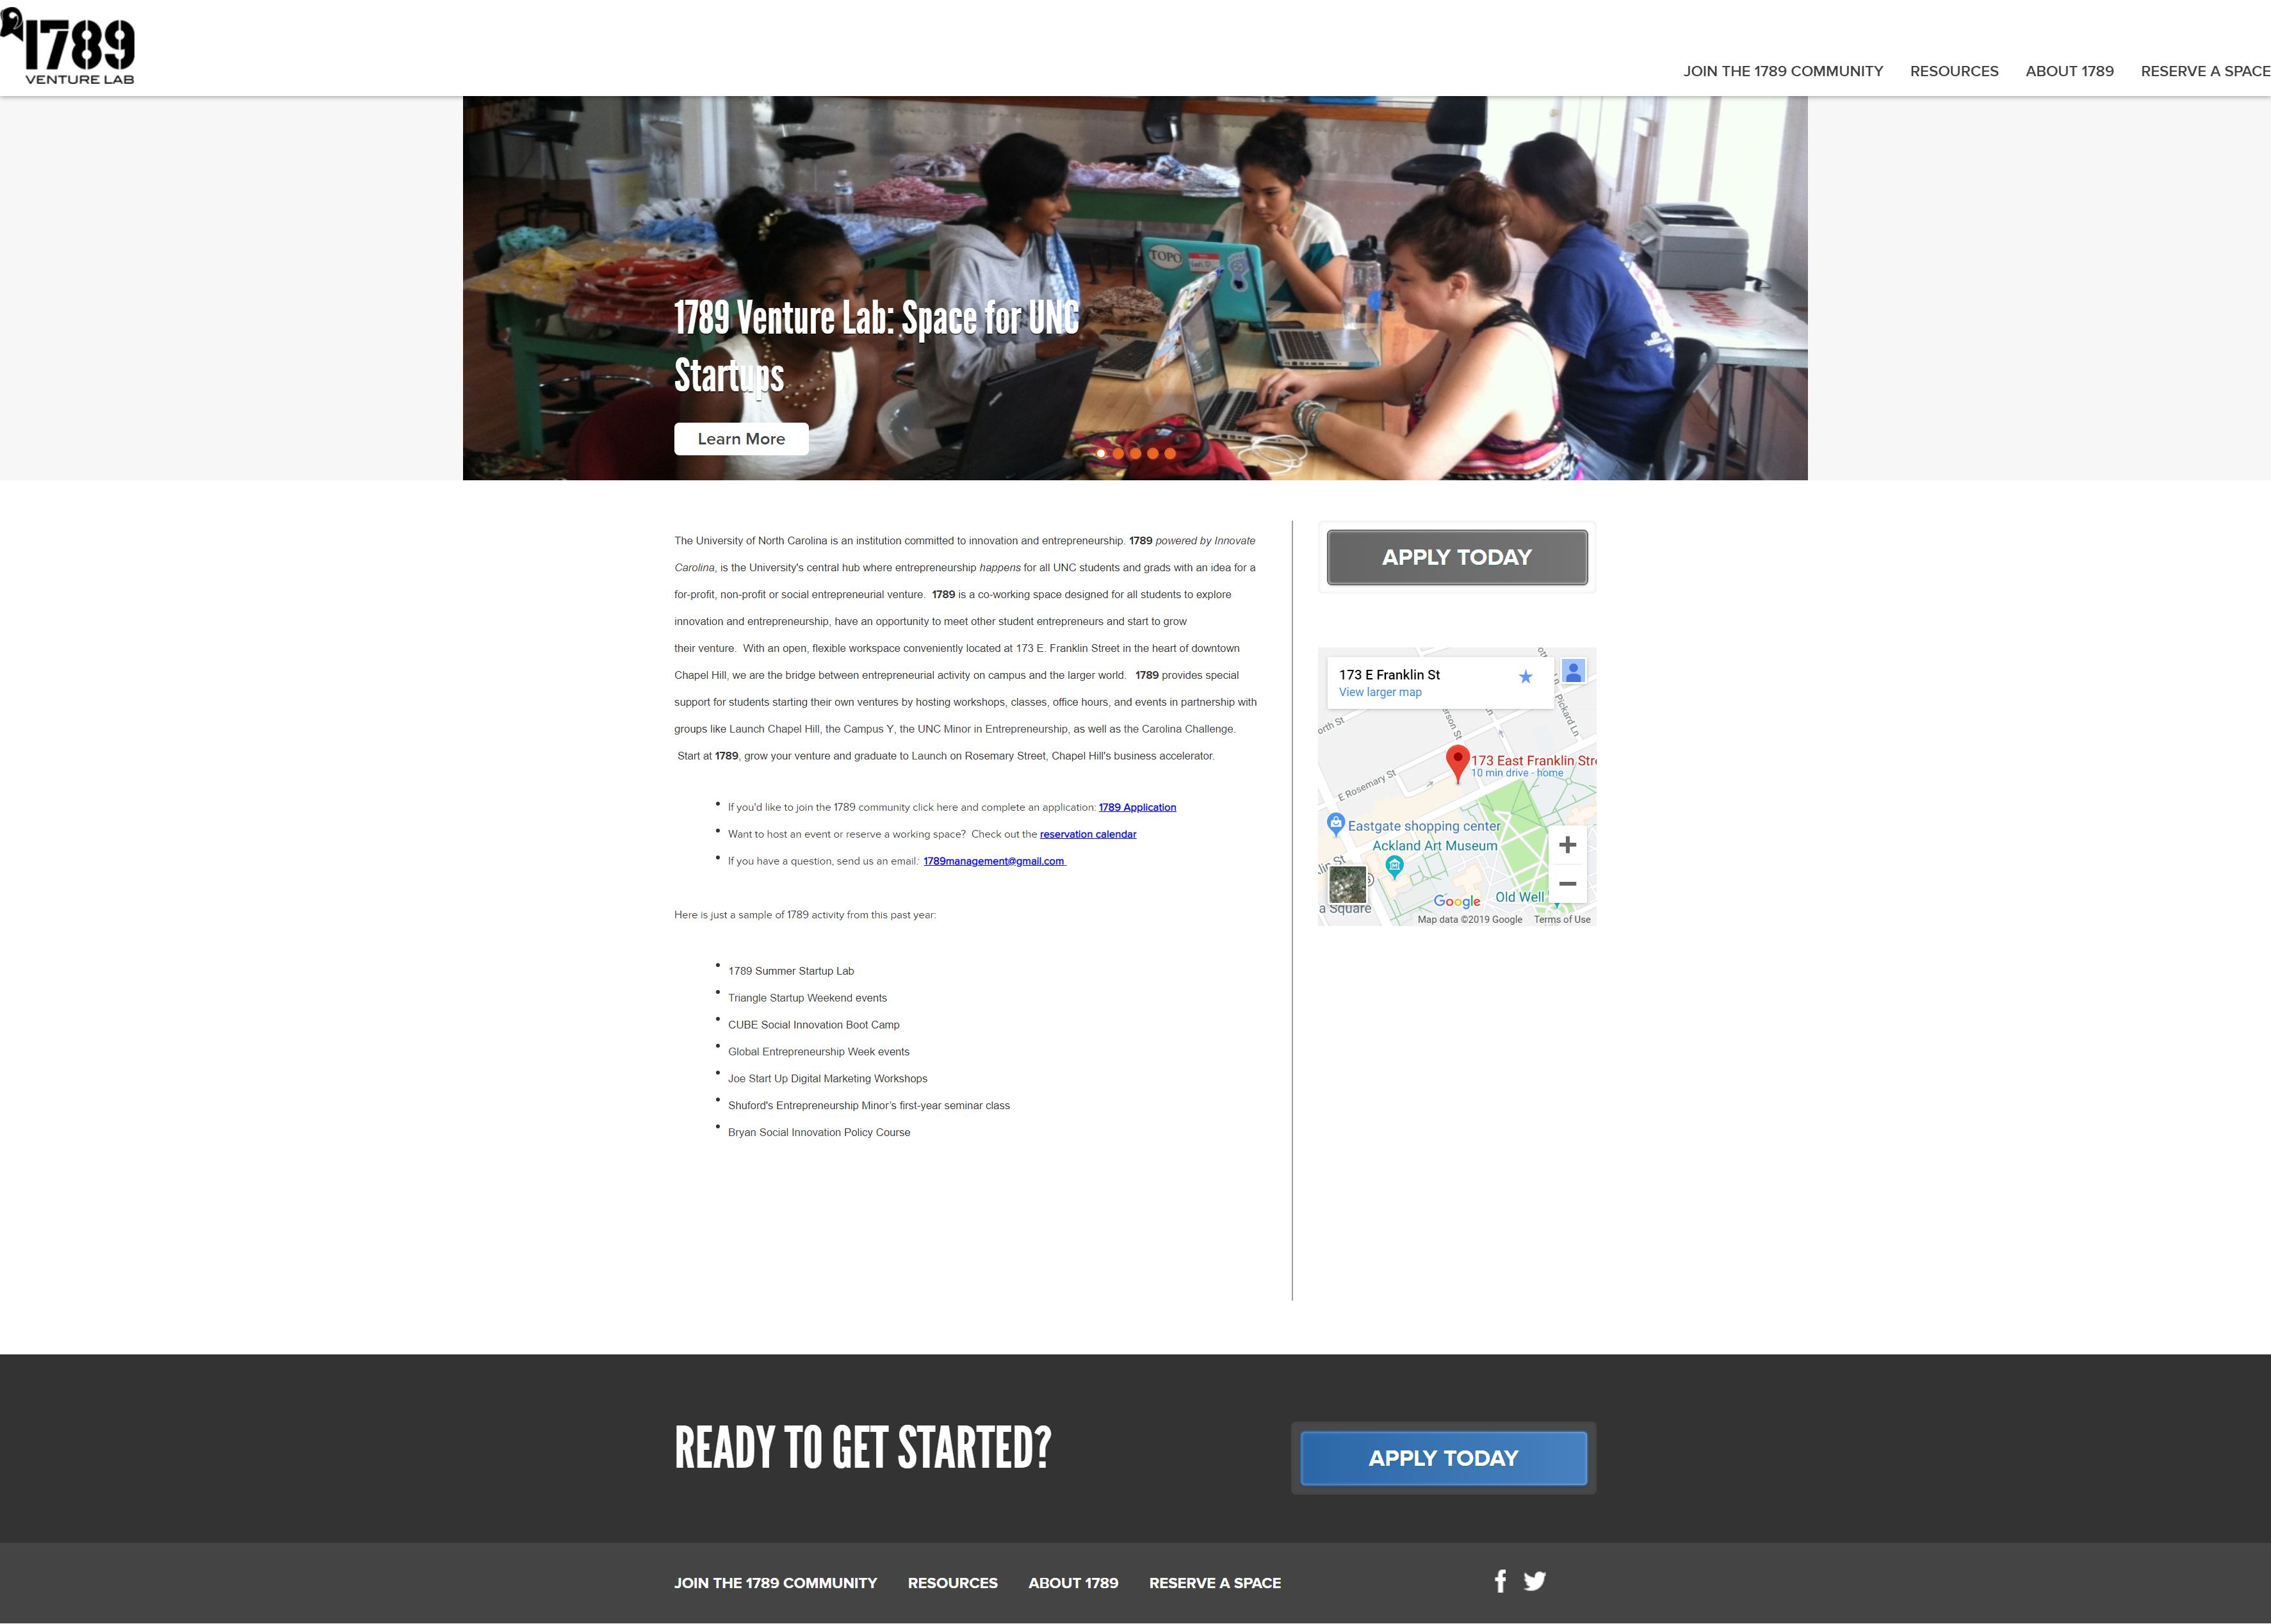 1789
VENTURE LAB
JOIN THE 1789 COMMUNITY RESOURCES ABOUT 1789 RESERVE A SPACE
TOPO
1789 Venture Lab: Space for UNC
Startups
Learn More
The University of North Carolina is an institution committed to innovation and entrepreneurship. 1789 powered by Innovate
Carolina, is the University's central hub where entrepreneurship happens for all UNC students and grads with an idea for a
for-profit, non-profit or social entrepreneurial venture.  1789 is a co-working space designed for all students to explore
innovation and entrepreneurship, have an opportunity to meet other student entrepreneurs and start to grow
their venture.  With an open, flexible workspace conveniently located at 173 E. Franklin Street in the heart of downtown
Chapel Hill, we are the bridge between entrepreneurial activity on campus and the larger world.   1789 provides special
support for students starting their own ventures by hosting workshops, classes, office hours, and events in partnership with
groups like Launch Chapel Hill, the Campus Y, the UNC Minor in Entrepreneurship, as well as the Carolina Challenge.
Start at 1789, grow your venture and graduate to Launch on Rosemary Street, Chapel Hill's business accelerator.
• If you'd like to join the 1789 community click here and complete an application: 1789 Application
• Want to host an event or reserve a working space?  Check out the reservation calendar
• If you have a question, send us an email:  1789management@gmail.com
Here is just a sample of 1789 activity from this past year:
• 1789 Summer Startup Lab
• Triangle Startup Weekend events
• CUBE Social Innovation Boot Camp
• Global Entrepreneurship Week events
• Joe Start Up Digital Marketing Workshops
• Shuford's Entrepreneurship Minor's first-year seminar class
• Bryan Social Innovation Policy Course
APPLY TODAY
173 E Franklin St
View larger map
Pickard Ln
orth St
erson St
173 East Franklin Stre
10 min drive - home
E Rosemary St
Eastgate shopping center
Ackland Art Museum
lin St
Old Well
Google
a Square
Map data ©2019 Google Terms of Use
READY TO GET STARTED?
APPLY TODAY
JOIN THE 1789 COMMUNITY RESOURCES ABOUT 1789 RESERVE A SPACE